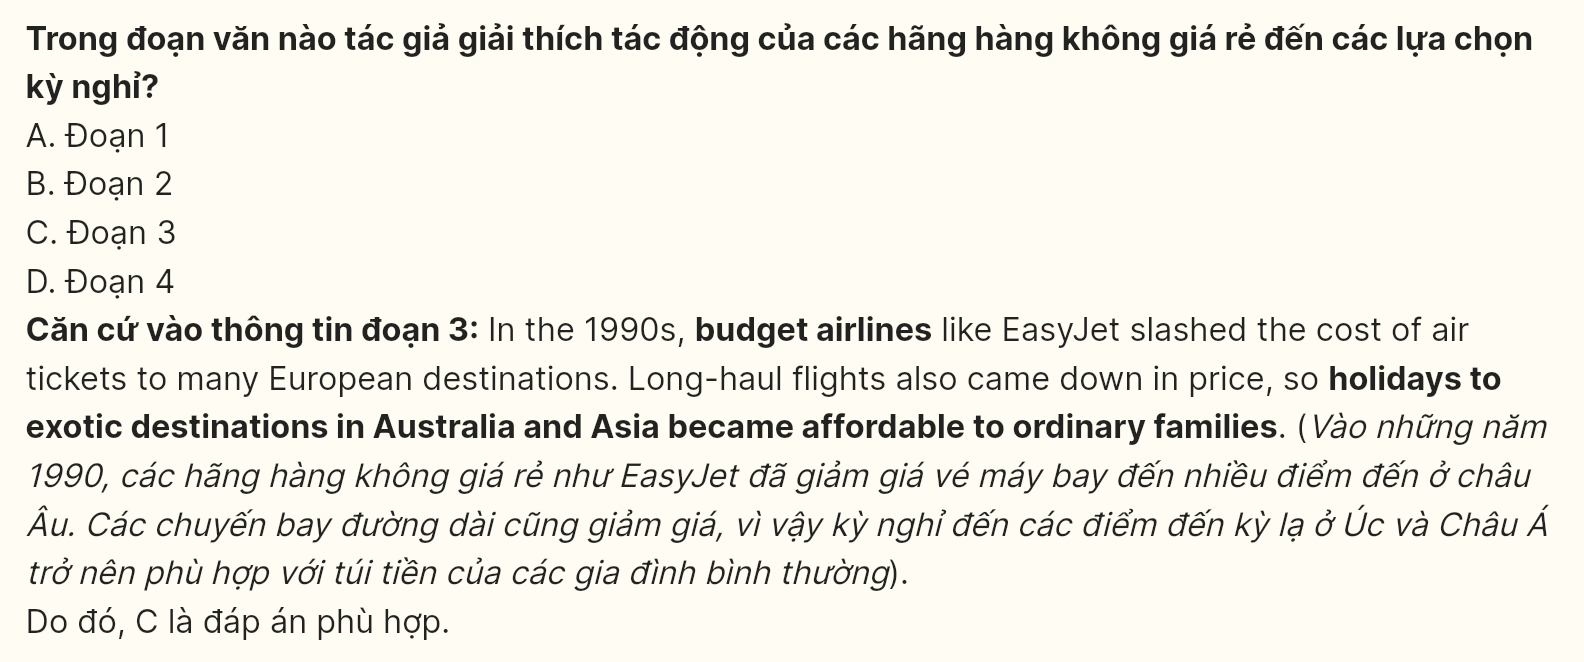 Trong đoạn văn nào tác giả giải thích tác động của các hãng hàng không giá rẻ đến các lựa chọn
kỳ nghỉ?
A. Đoạn 1
B. Đoạn 2
C. Đoạn 3
D. Đoạn 4
Căn cứ vào thông tin đoạn 3: In the 1990s, budget airlines like EasyJet slashed the cost of air
tickets to many European destinations. Long-haul flights also came down in price, so holidays to
exotic destinations in Australia and Asia became affordable to ordinary families. (Vào những năm
1990, các hãng hàng không giá rẻ như EasyJet đã giảm giá vé máy bay đến nhiều điểm đến ở châu
Âu. Các chuyến bay đường dài cũng giảm giá, vì vậy kỳ nghỉ đến các điểm đến kỳ lạ ở Úc và Châu Á
trở nên phù hợp với túi tiền của các gia đình bình thường).
Do đó, C là đáp án phù hợp.